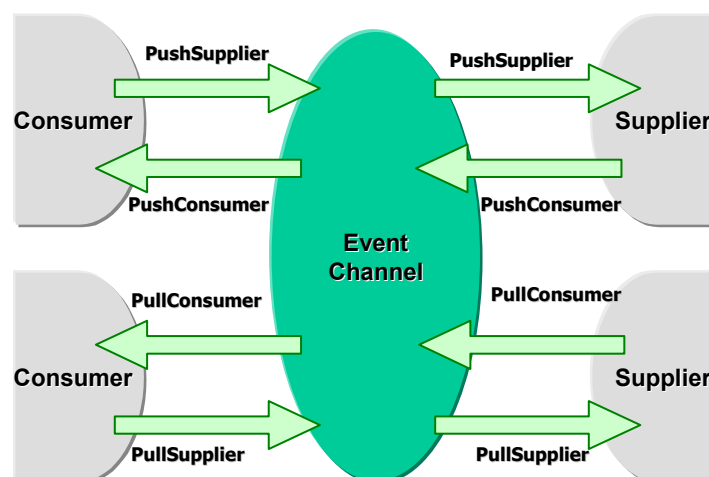 PushSupplier
PushSupplier
Consumer
Supplier
PushConsumer
PushConsumer
Event
Channel
PullConsumer
PullConsumer
Consumer
Supplier
PullSupplier
PullSupplier